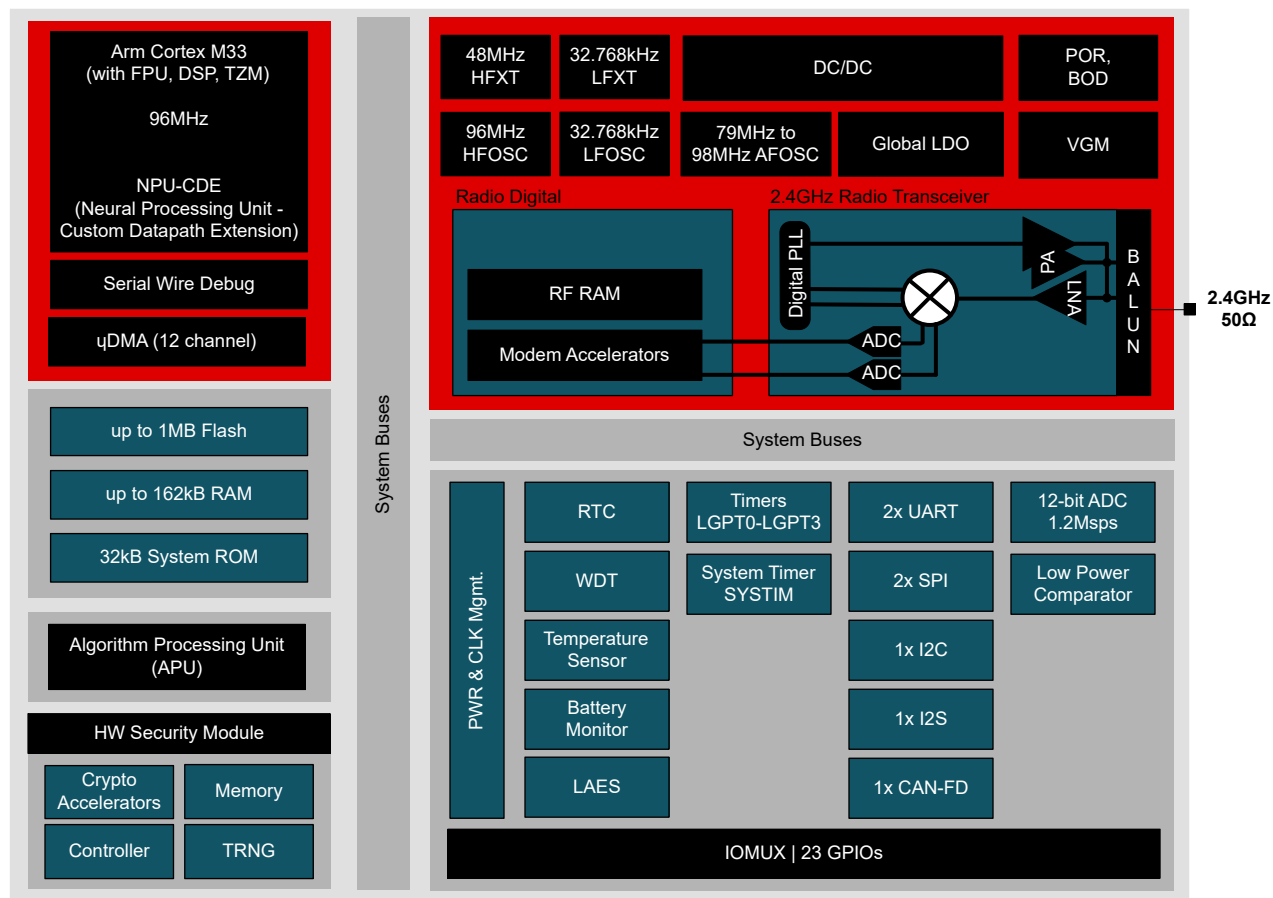 Arm Cortex M33
(with FPU, DSP, TZM)
96MHz
NPU-CDE
(Neural Processing Unit -
Custom Datapath Extension)
Serial Wire Debug
ųDMA (12 channel)
up to 1MB Flash
up to 162kB RAM
32kB System ROM
Algorithm Processing Unit
(APU)
HW Security Module
Crypto
Accelerators
Memory
Controller
TRNG
System Buses
48MHz
HFXT
32.768kHz
LFXT
DC/DC
POR,
BOD
96MHz
HFOSC
32.768kHz
LFOSC
79MHz to
98MHz AFOSC
Global LDO
VGM
Radio Digital
RF RAM
Modem Accelerators
2.4GHz Radio Transceiver
Digital PLL
ADC
ADC
PA
LNA
BALUN
2.4GHz
50Ω
System Buses
PWR & CLK Mgmt.
RTC
WDT
Temperature
Sensor
Battery
Monitor
LAES
Timers
LGPT0-LGPT3
System Timer
SYSTIM
2x UART
2x SPI
1x I2C
1x I2S
1x CAN-FD
12-bit ADC
1.2Msps
Low Power
Comparator
IOMUX | 23 GPIOs